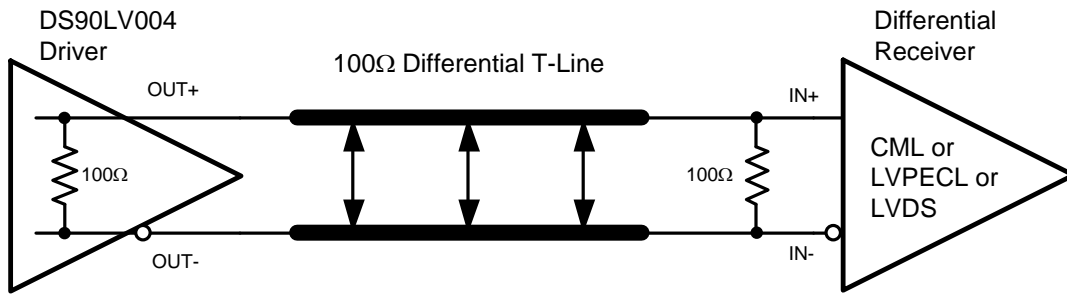 DS90LV004
Driver
OUT+
100Ω
OUT-
100Ω Differential T-Line
Differential
Receiver
IN+
100Ω
IN-
CML or
LVPECL or
LVDS